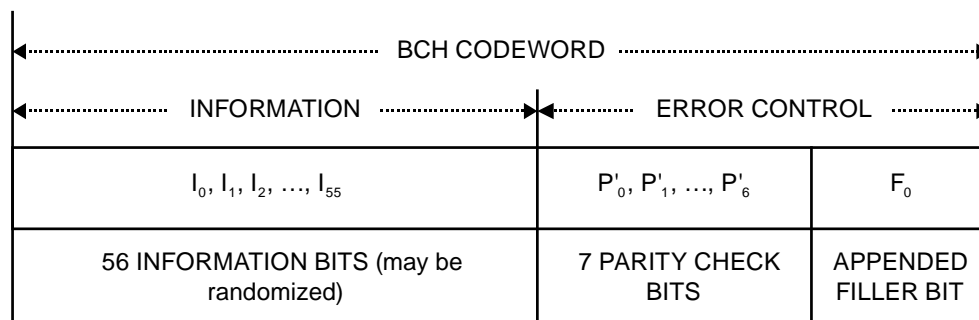 BCH CODEWORD
INFORMATION ERROR CONTROL
I₀, I₁, I₂, …, I₅₅ P'₀, P'₁, …, P'₆ F₀
56 INFORMATION BITS (may be randomized) 7 PARITY CHECK BITS APPENDED FILLER BIT